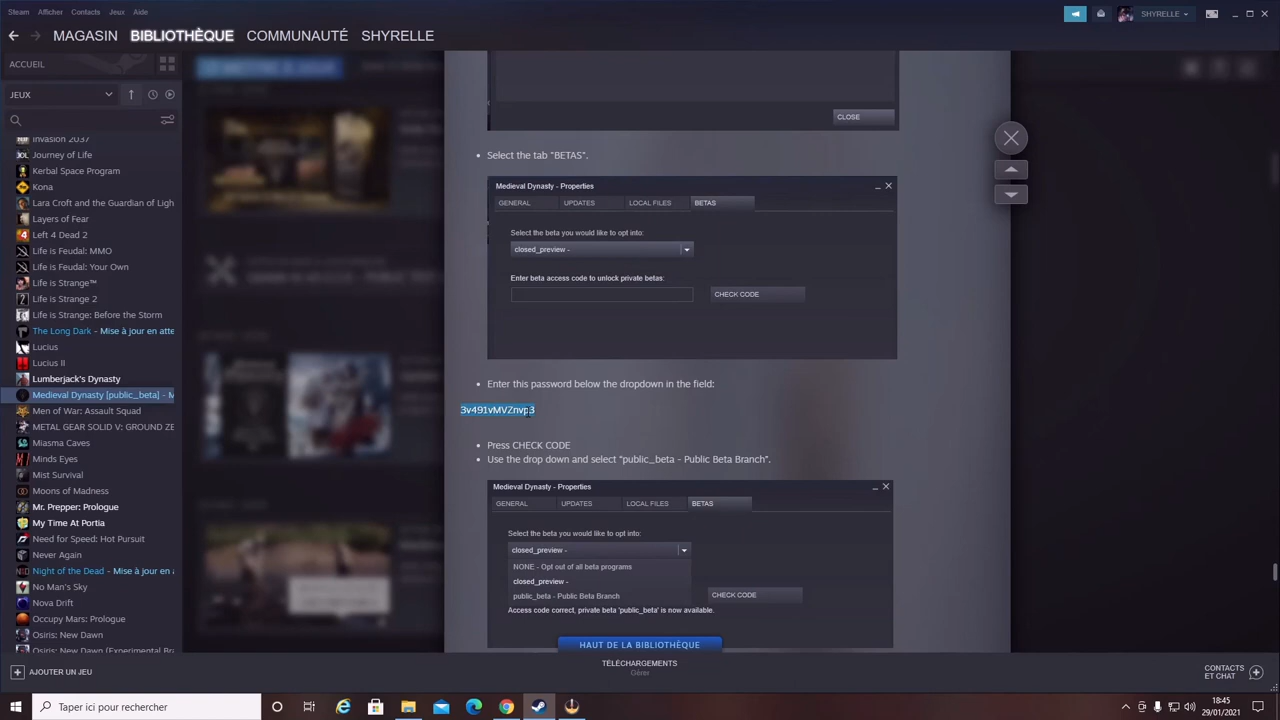 Steam Afficher Contacts Jeux Aide
SHYRELLE
MAGASIN BIBLIOTHÈQUE COMMUNAUTÉ SHYRELLE
ACCUEIL
JEUX
Invasion 2037
Journey of Life
Kerbal Space Program
Kona
Lara Croft and the Guardian of Ligh
Layers of Fear
Left 4 Dead 2
Life is Feudal: MMO
Life is Feudal: Your Own
Life is Strange™
Life is Strange 2
Life is Strange: Before the Storm
The Long Dark - Mise à jour en atte
Lucius
Lucius II
Lumberjack's Dynasty
Medieval Dynasty [public_beta] - M
Men of War: Assault Squad
METAL GEAR SOLID V: GROUND ZE
Miasma Caves
Minds Eyes
Mist Survival
Moons of Madness
Mr. Prepper: Prologue
My Time At Portia
Need for Speed: Hot Pursuit
Never Again
Night of the Dead - Mise à jour en a
No Man's Sky
Nova Drift
Occupy Mars: Prologue
Osiris: New Dawn
Osiris: New Dawn (Experimental Bra
AJOUTER UN JEU
CLOSE
• Select the tab "BETAS".
Medieval Dynasty - Properties
GENERAL UPDATES LOCAL FILES BETAS
Select the beta you would like to opt into:
closed_preview -
Enter beta access code to unlock private betas:
CHECK CODE
• Enter this password below the dropdown in the field:
3v491vMVZnvp3
• Press CHECK CODE
• Use the drop down and select "public_beta - Public Beta Branch".
Medieval Dynasty - Properties
GENERAL UPDATES LOCAL FILES BETAS
Select the beta you would like to opt into:
closed_preview -
NONE - Opt out of all beta programs
closed_preview -
public_beta - Public Beta Branch
CHECK CODE
Access code correct, private beta 'public_beta' is now available.
HAUT DE LA BIBLIOTHÈQUE
TÉLÉCHARGEMENTS
Gérer
CONTACTS
ET CHAT
Taper ici pour rechercher
18:45
29/01/2021